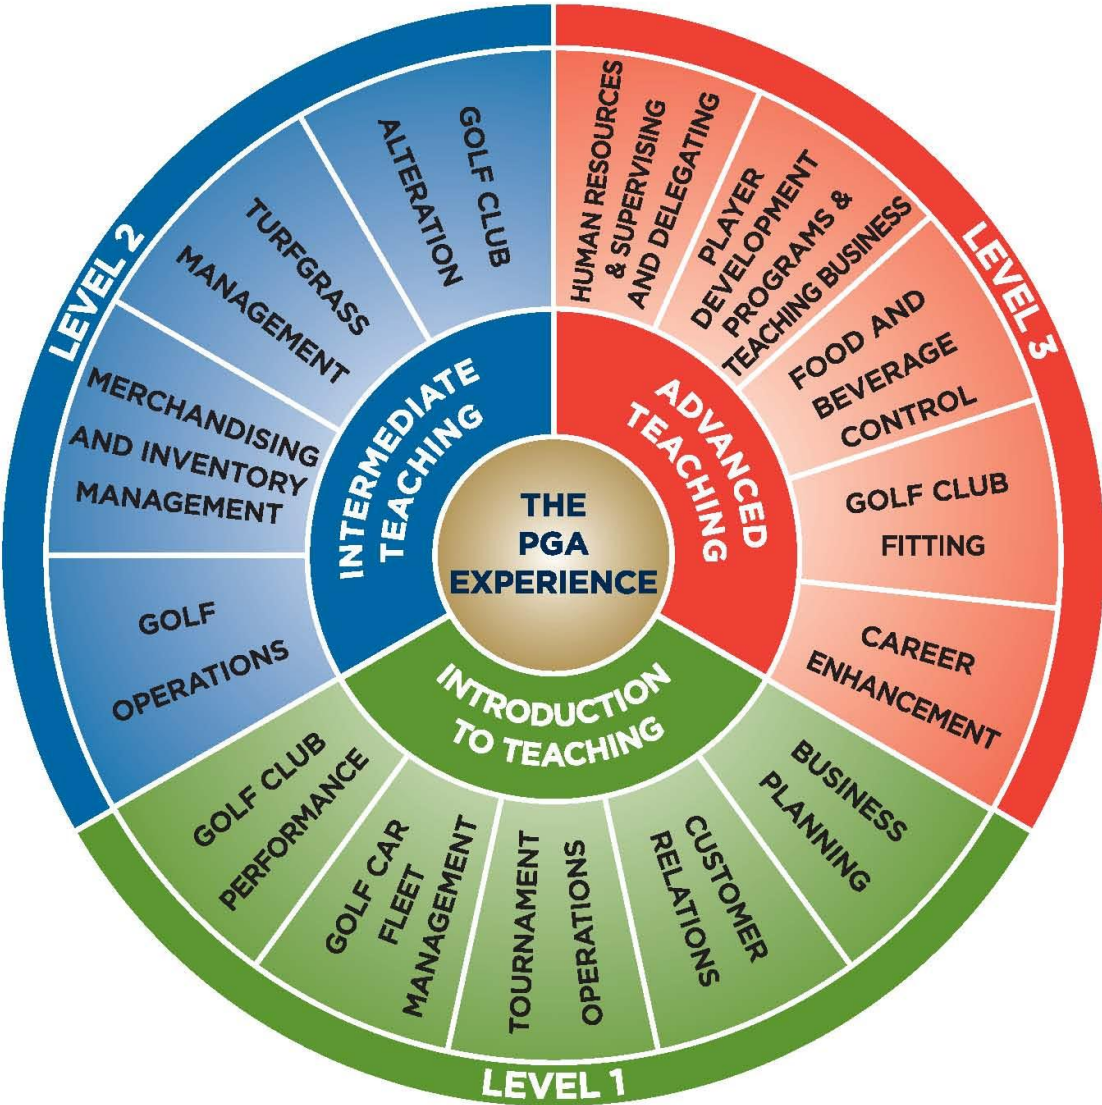 THE
PGA
EXPERIENCE
LEVEL 1
INTRODUCTION
TO TEACHING
GOLF CLUB
PERFORMANCE
GOLF CAR
FLEET
MANAGEMENT
TOURNAMENT
OPERATIONS
CUSTOMER
RELATIONS
BUSINESS
PLANNING
LEVEL 2
INTERMEDIATE
TEACHING
GOLF
OPERATIONS
MERCHANDISING
AND INVENTORY
MANAGEMENT
TURFGRASS
MANAGEMENT
GOLF CLUB
ALTERATION
LEVEL 3
ADVANCED
TEACHING
HUMAN RESOURCES
& SUPERVISING
AND DELEGATING
PLAYER
DEVELOPMENT
PROGRAMS &
TEACHING BUSINESS
FOOD AND
BEVERAGE
CONTROL
GOLF CLUB
FITTING
CAREER
ENHANCEMENT